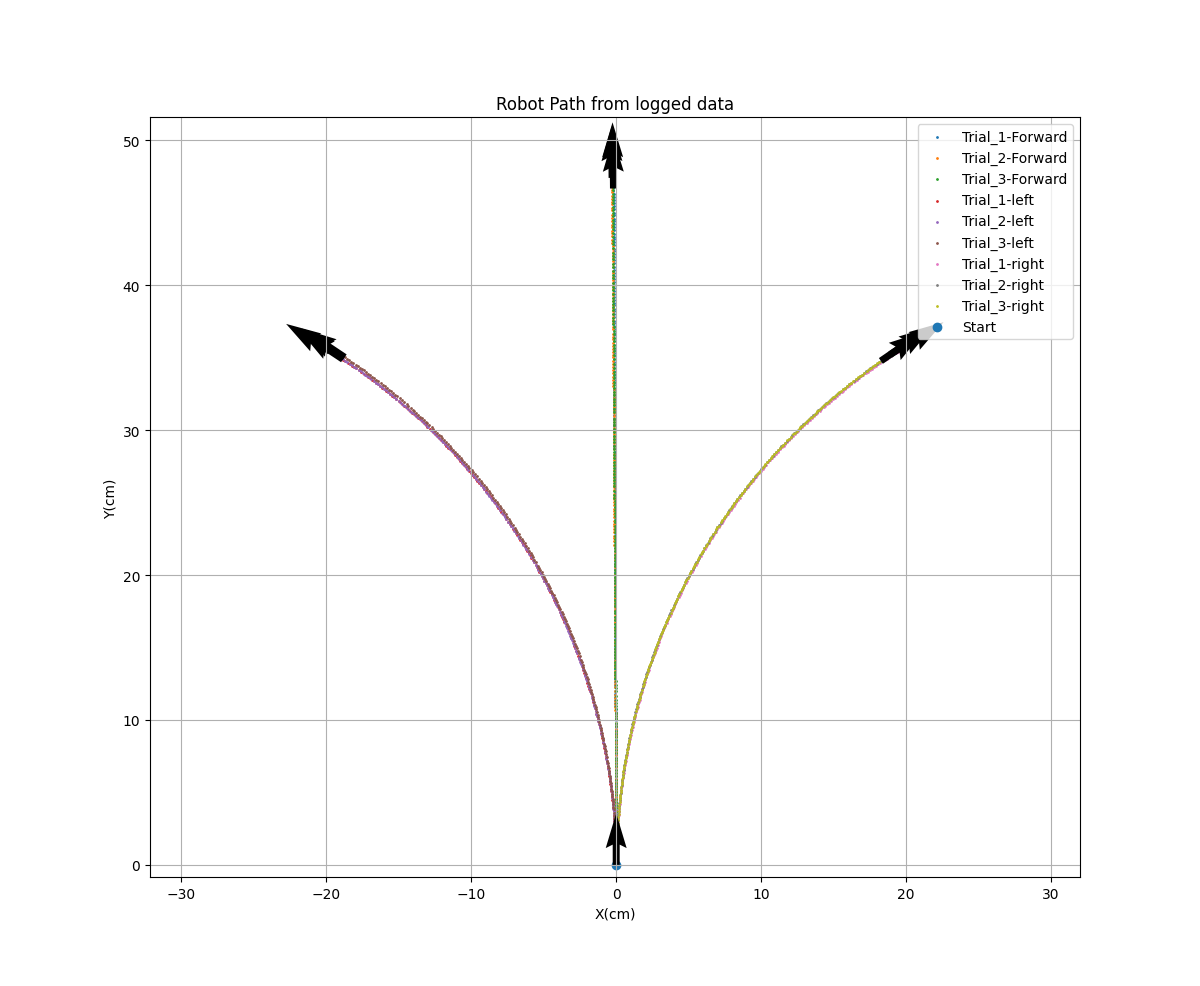 Robot Path from logged data
50
40
30
20
10
0
Y(cm)
−30
−20
−10
0
10
20
30
X(cm)
Trial_1-Forward
Trial_2-Forward
Trial_3-Forward
Trial_1-left
Trial_2-left
Trial_3-left
Trial_1-right
Trial_2-right
Trial_3-right
Start